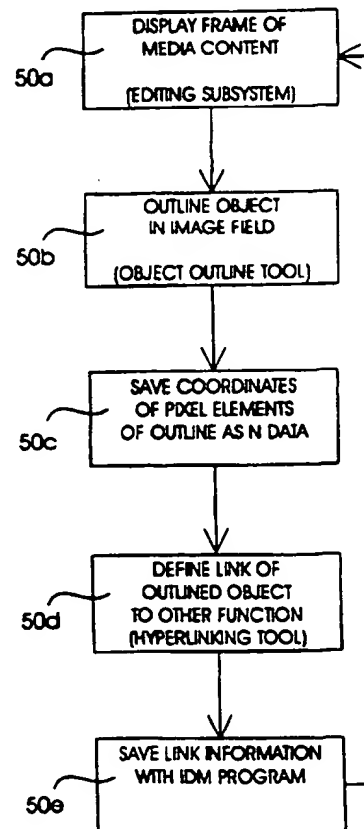 DISPLAY FRAME OF
MEDIA CONTENT
50a
(EDITING SUBSYSTEM)
OUTLINE OBJECT
IN IMAGE FIELD
50b
(OBJECT OUTLINE TOOL)
SAVE COORDINATES
OF PIXEL ELEMENTS
OF OUTLINE AS N DATA
50c
DEFINE LINK OF
OUTLINED OBJECT
TO OTHER FUNCTION
(HYPERLINKING TOOL)
50d
SAVE LINK INFORMATION
WITH IDM PROGRAM
50e